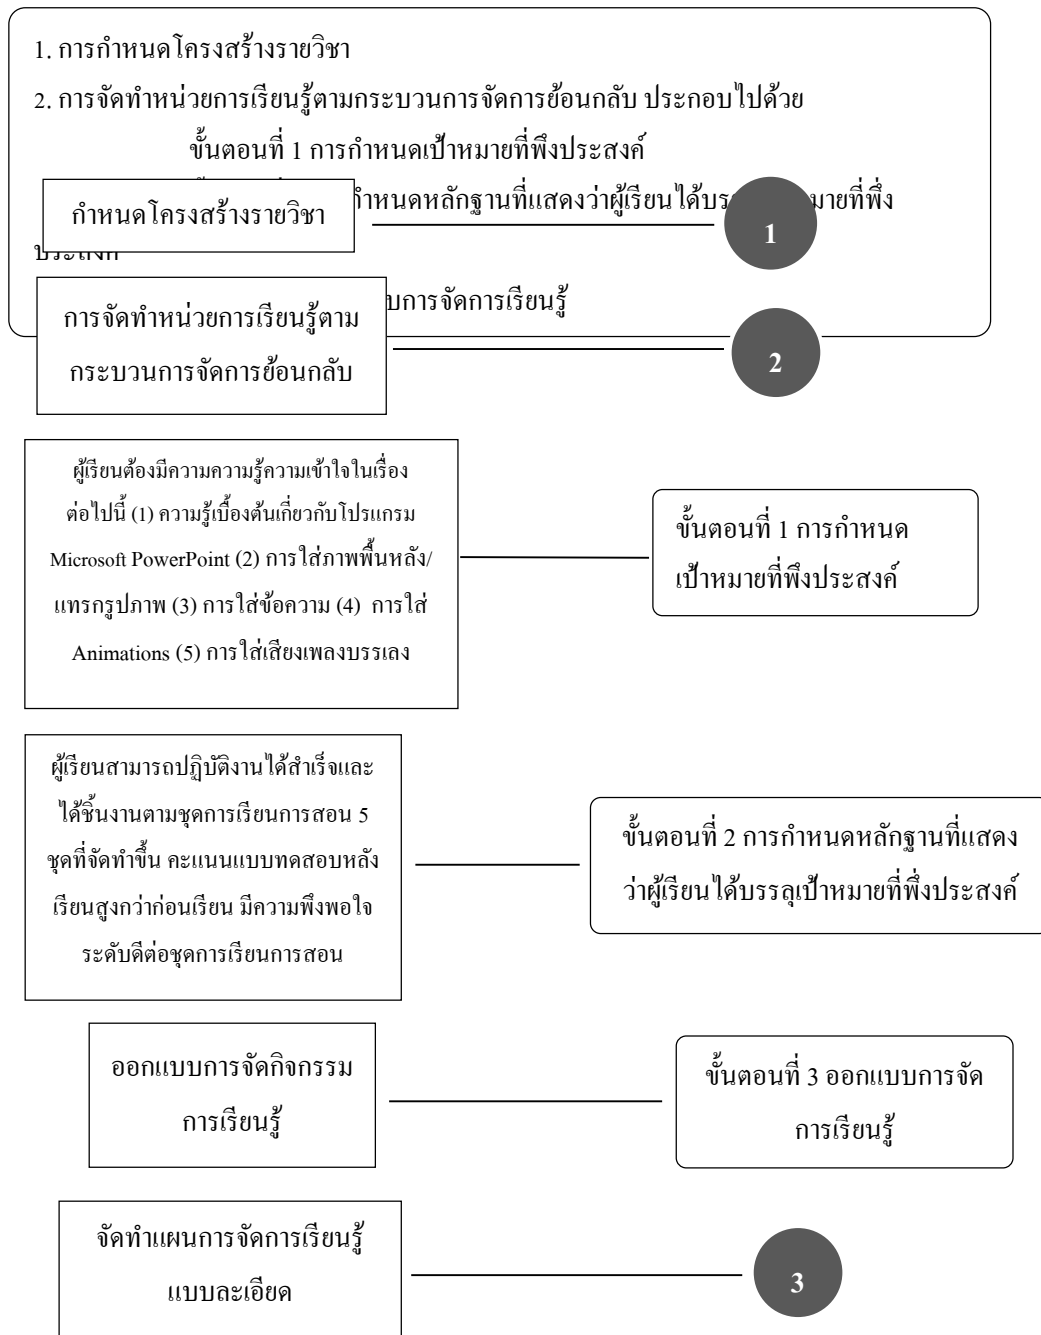 1. การกำหนดโครงสร้างรายวิชา
2. การจัดทำหน่วยการเรียนรู้ตามกระบวนการจัดการย้อนกลับ ประกอบไปด้วย
ขั้นตอนที่ 1 การกำหนดเป้าหมายที่พึงประสงค์
กำหนดหลักฐานที่แสดงว่าผู้เรียนได้บร มายที่พึ่ง
กำหนดโครงสร้างรายวิชา
1
ประสงค์
บการจัดการเรียนรู้
การจัดทำหน่วยการเรียนรู้ตาม
กระบวนการจัดการย้อนกลับ
2
ผู้เรียนต้องมีความความรู้ความเข้าใจในเรื่อง
ต่อไปนี้ (1) ความรู้เบื้องต้นเกี่ยวกับโปรแกรม
Microsoft PowerPoint (2) การใส่ภาพพื้นหลัง/
แทรกรูปภาพ (3) การใส่ข้อความ (4) การใส่
Animations (5) การใส่เสียงเพลงบรรเลง
ขั้นตอนที่ 1 การกำหนด
เป้าหมายที่พึงประสงค์
ผู้เรียนสามารถปฏิบัติงานได้สำเร็จและ
ได้ชิ้นงานตามชุดการเรียนการสอน 5
ชุดที่จัดทำขึ้น คะแนนแบบทดสอบหลัง
เรียนสูงกว่าก่อนเรียน มีความพึงพอใจ
ระดับดีต่อชุดการเรียนการสอน
ขั้นตอนที่ 2 การกำหนดหลักฐานที่แสดง
ว่าผู้เรียนได้บรรลุเป้าหมายที่พึ่งประสงค์
ออกแบบการจัดกิจกรรม
การเรียนรู้
ขั้นตอนที่ 3 ออกแบบการจัด
การเรียนรู้
จัดทำแผนการจัดการเรียนรู้
แบบละเอียด
3